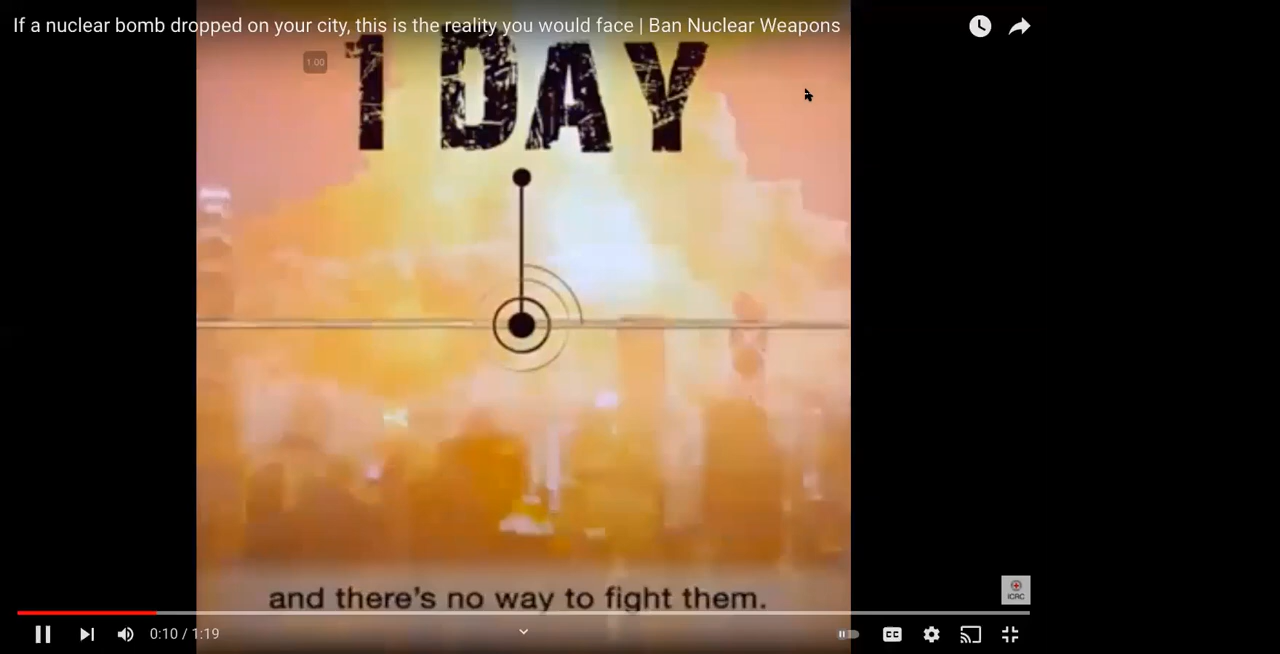 If a nuclear bomb dropped on your city, this is the reality you would face | Ban Nuclear Weapons
1.00
1 DAY
and there's no way to fight them.
ICRC
0:10 / 1:19
CC